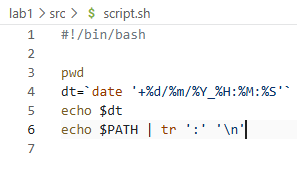 lab1 > src > $ script.sh
1 #!/bin/bash
2
3 pwd
4 dt=`date '+%d/%m/%Y_%H:%M:%S'`
5 echo $dt
6 echo $PATH | tr ':' '\n'
7